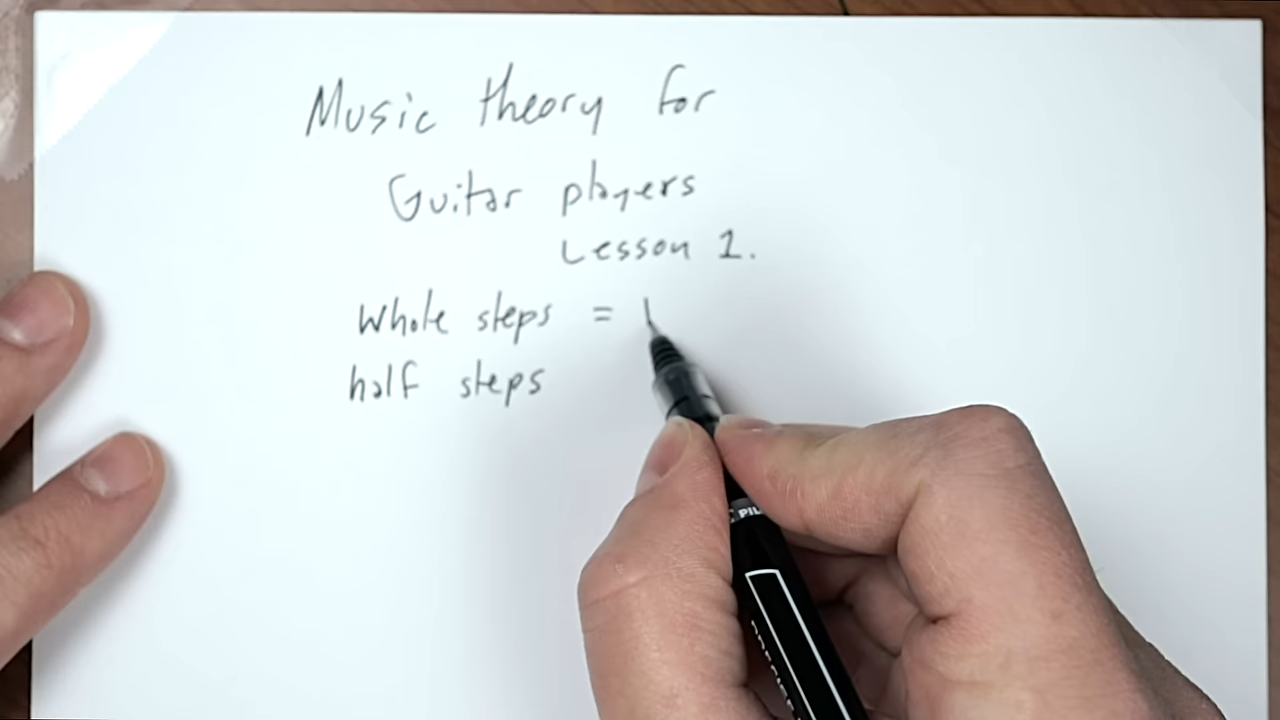 Music theory for
Guitar players
Lesson 1.
Whole steps =
half steps